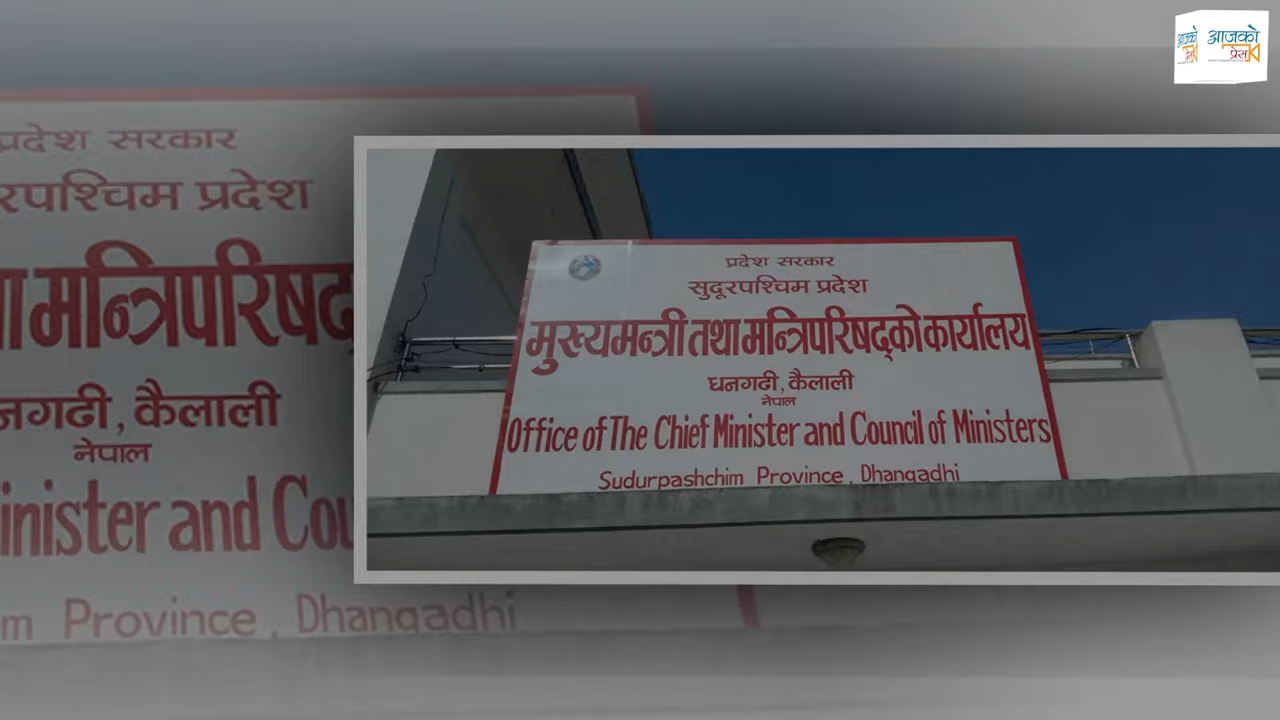 आजको
प्रेस
आजको
प्रेस
प्रदेश सरकार
रपश्चिम प्रदेश
ा मन्त्रिपरिषद्
नगढी, कैलाली
नेपाल
inister and Cou
m Province, Dhangadhi
प्रदेश सरकार
सुदूरपश्चिम प्रदेश
मुख्यमन्त्री तथा मन्त्रिपरिषद्को कार्यालय
धनगढी, कैलाली
नेपाल
Office of The Chief Minister and Council of Ministers
Sudurpashchim Province, Dhangadhi